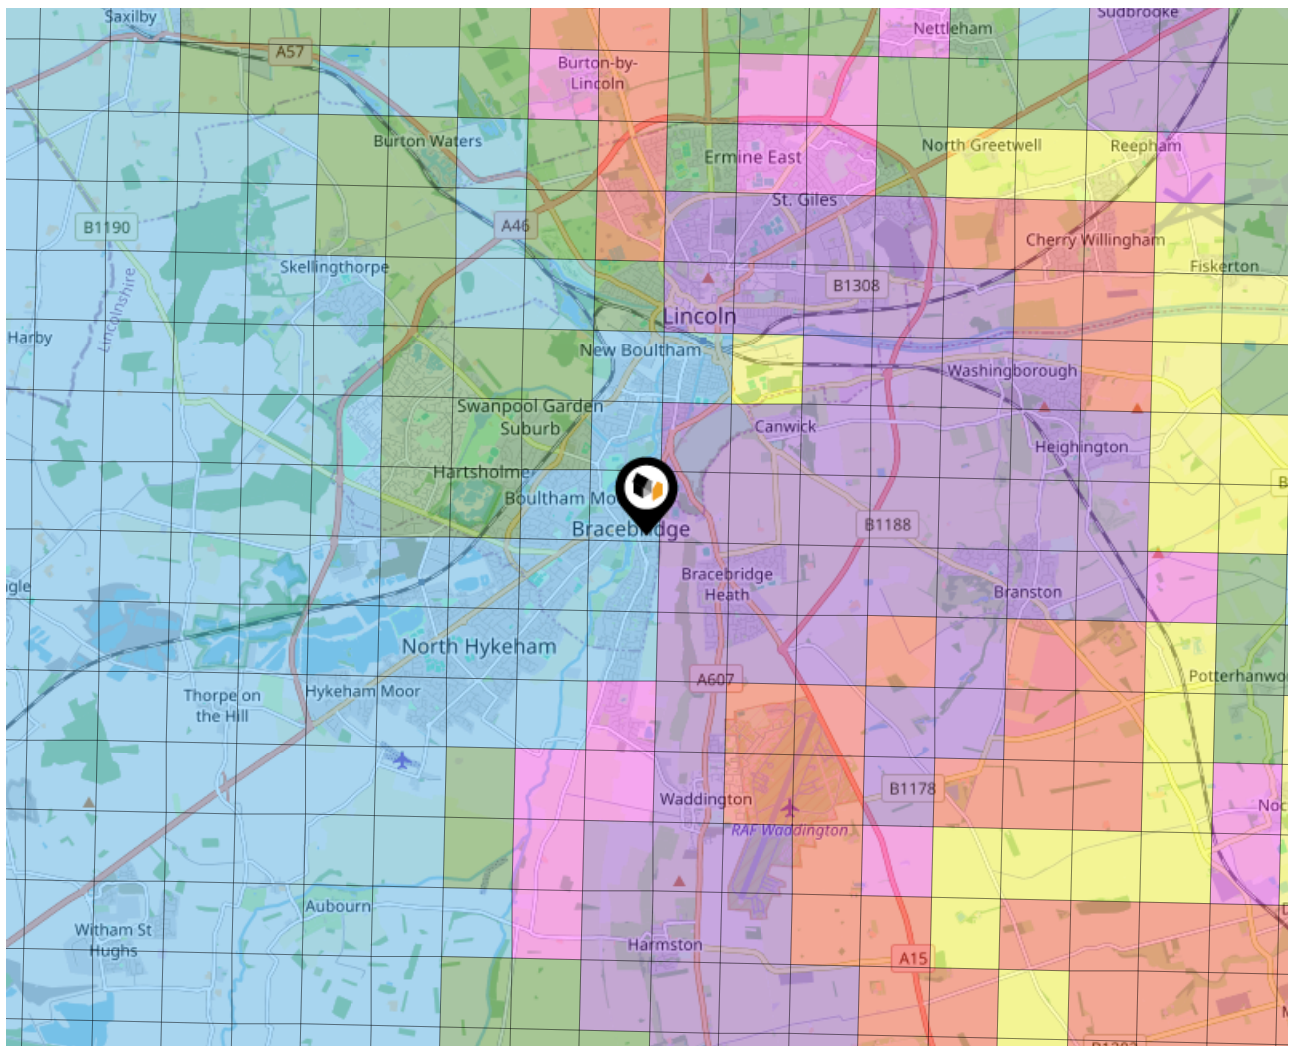 Saxilby
Nettleham
Sudbrooke
A57
Burton-by-
Lincoln
Burton Waters
Ermine East
North Greetwell
Reepham
St. Giles
B1190
A46
Cherry Willingham
Skellingthorpe
Fiskerton
Lincolnshire
B1308
Lincoln
Harby
New Boultham
Washingborough
Swanpool Garden
Suburb
Canwick
Heighington
Hartsholme
Boultham Mo
B1188
Bracebridge
Bracebridge
Heath
Branston
gle
North Hykeham
A607
Potterhanwo
Thorpe on
the Hill
Hykeham Moor
B1178
Waddington
Noc
RAF Waddington
Aubourn
Witham St
Hughs
Harmston
A15